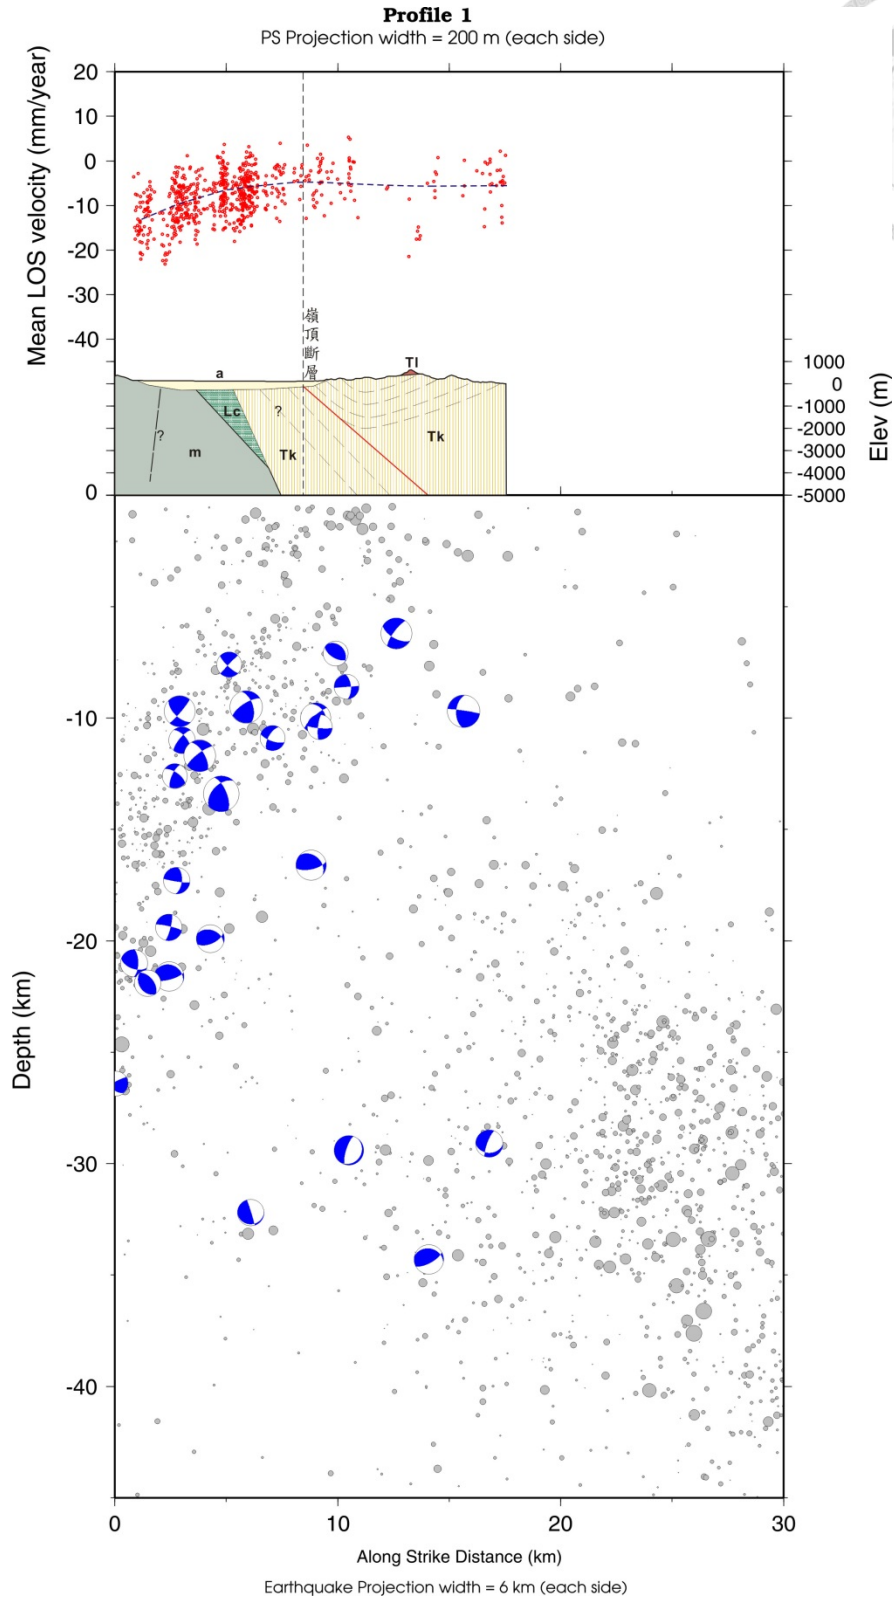 Profile 1
PS Projection width = 200 m (each side)
Mean LOS velocity (mm/year)
20
10
0
-10
-20
-30
-40
嶺頂斷層
a
Tl
?
Lc
?
m
Tk
Tk
1000
0
-1000
-2000
-3000
-4000
-5000
Elev (m)
0
-10
-20
-30
-40
Depth (km)
0
10
20
30
Along Strike Distance (km)
Earthquake Projection width = 6 km (each side)